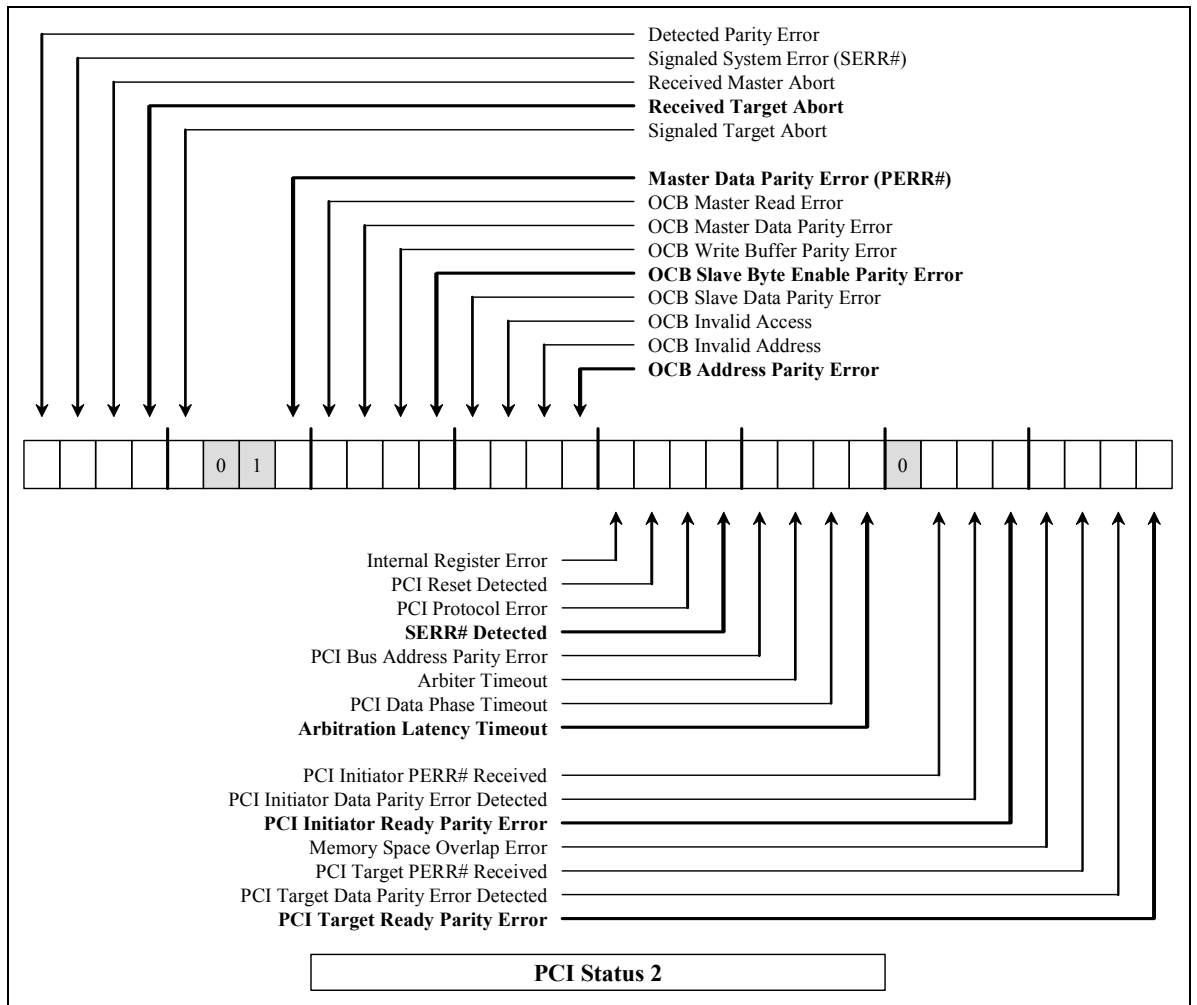 Detected Parity Error
Signaled System Error (SERR#)
Received Master Abort
Received Target Abort
Signaled Target Abort
Master Data Parity Error (PERR#)
OCB Master Read Error
OCB Master Data Parity Error
OCB Write Buffer Parity Error
OCB Slave Byte Enable Parity Error
OCB Slave Data Parity Error
OCB Invalid Access
OCB Invalid Address
OCB Address Parity Error
0 1 0
Internal Register Error
PCI Reset Detected
PCI Protocol Error
SERR# Detected
PCI Bus Address Parity Error
Arbiter Timeout
PCI Data Phase Timeout
Arbitration Latency Timeout
PCI Initiator PERR# Received
PCI Initiator Data Parity Error Detected
PCI Initiator Ready Parity Error
Memory Space Overlap Error
PCI Target PERR# Received
PCI Target Data Parity Error Detected
PCI Target Ready Parity Error
PCI Status 2